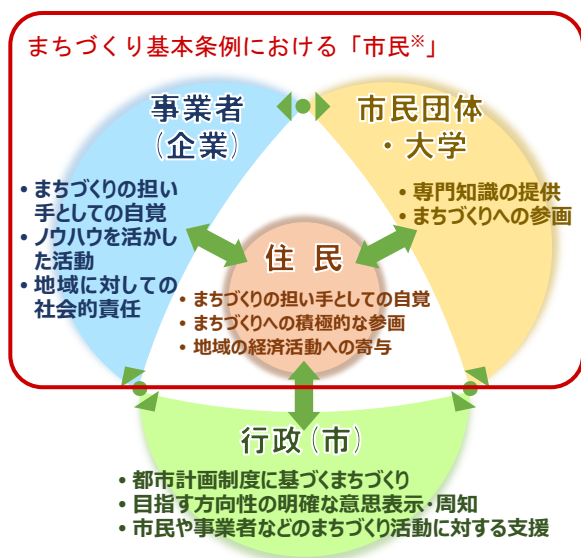 まちづくり基本条例における「市民※」
事業者
(企業)
・まちづくりの担い
手としての自覚
・ノウハウを活かし
た活動
・地域に対しての
社会的責任
市民団体
・大学
・専門知識の提供
・まちづくりへの参画
住 民
・まちづくりの担い手としての自覚
・まちづくりへの積極的な参画
・地域の経済活動への寄与
行政(市)
・都市計画制度に基づくまちづくり
・目指す方向性の明確な意思表示・周知
・市民や事業者などのまちづくり活動に対する支援